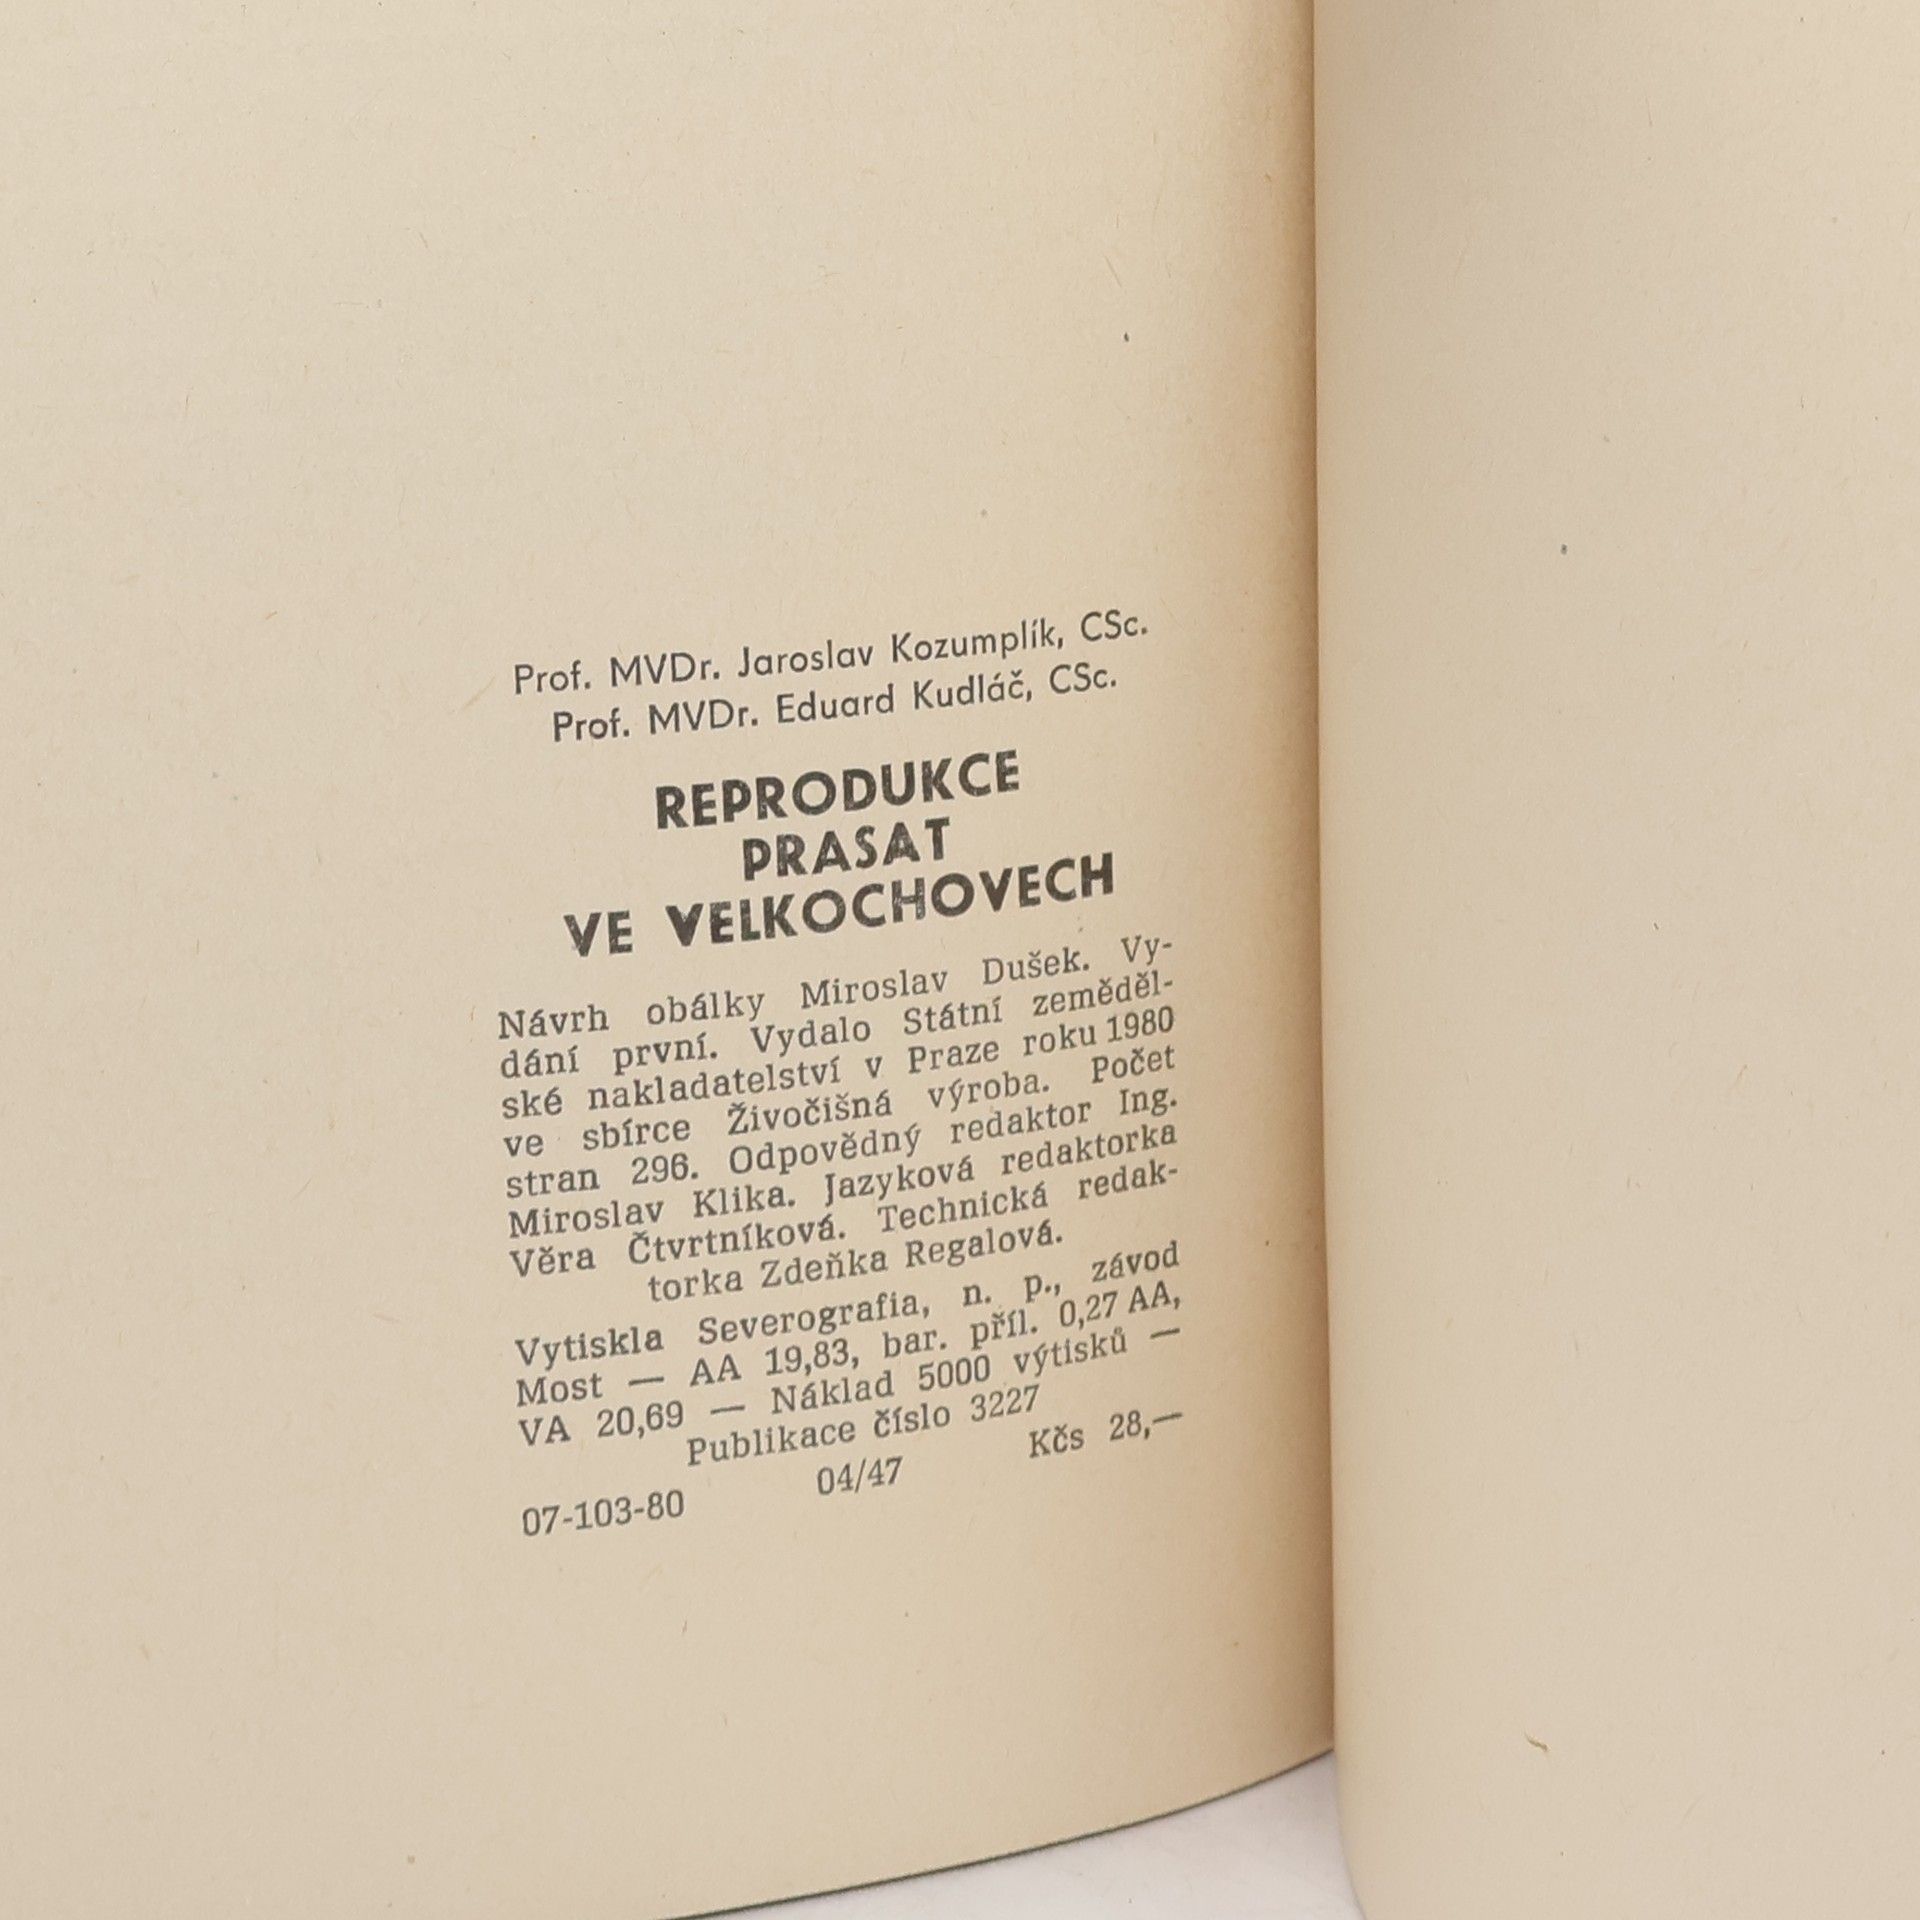 Prof. MVDr. Jaroslav Kozumplík, CSc.
Prof. MVDr. Eduard Kudláč, CSc.
REPRODUKCE
PRASAT
VE VELKOCHOVECH
Návrh obálky Miroslav Dušek. Vy-
dání první. Vydalo Státní zeměděl-
ské nakladatelství v Praze roku 1980
ve sbírce Živočišná výroba. Počet
stran 296. Odpovědný redaktor Ing.
Miroslav Klika. Jazyková redaktorka
Věra Čtvrtníková. Technická redak-
torka Zdeňka Regalová.
Vytiskla Severografia, n. p., závod
Most — AA 19,83, bar. příl. 0,27 AA,
VA 20,69 — Náklad 5000 výtisků —
Publikace číslo 3227
07-103-80 04/47 Kčs 28,—